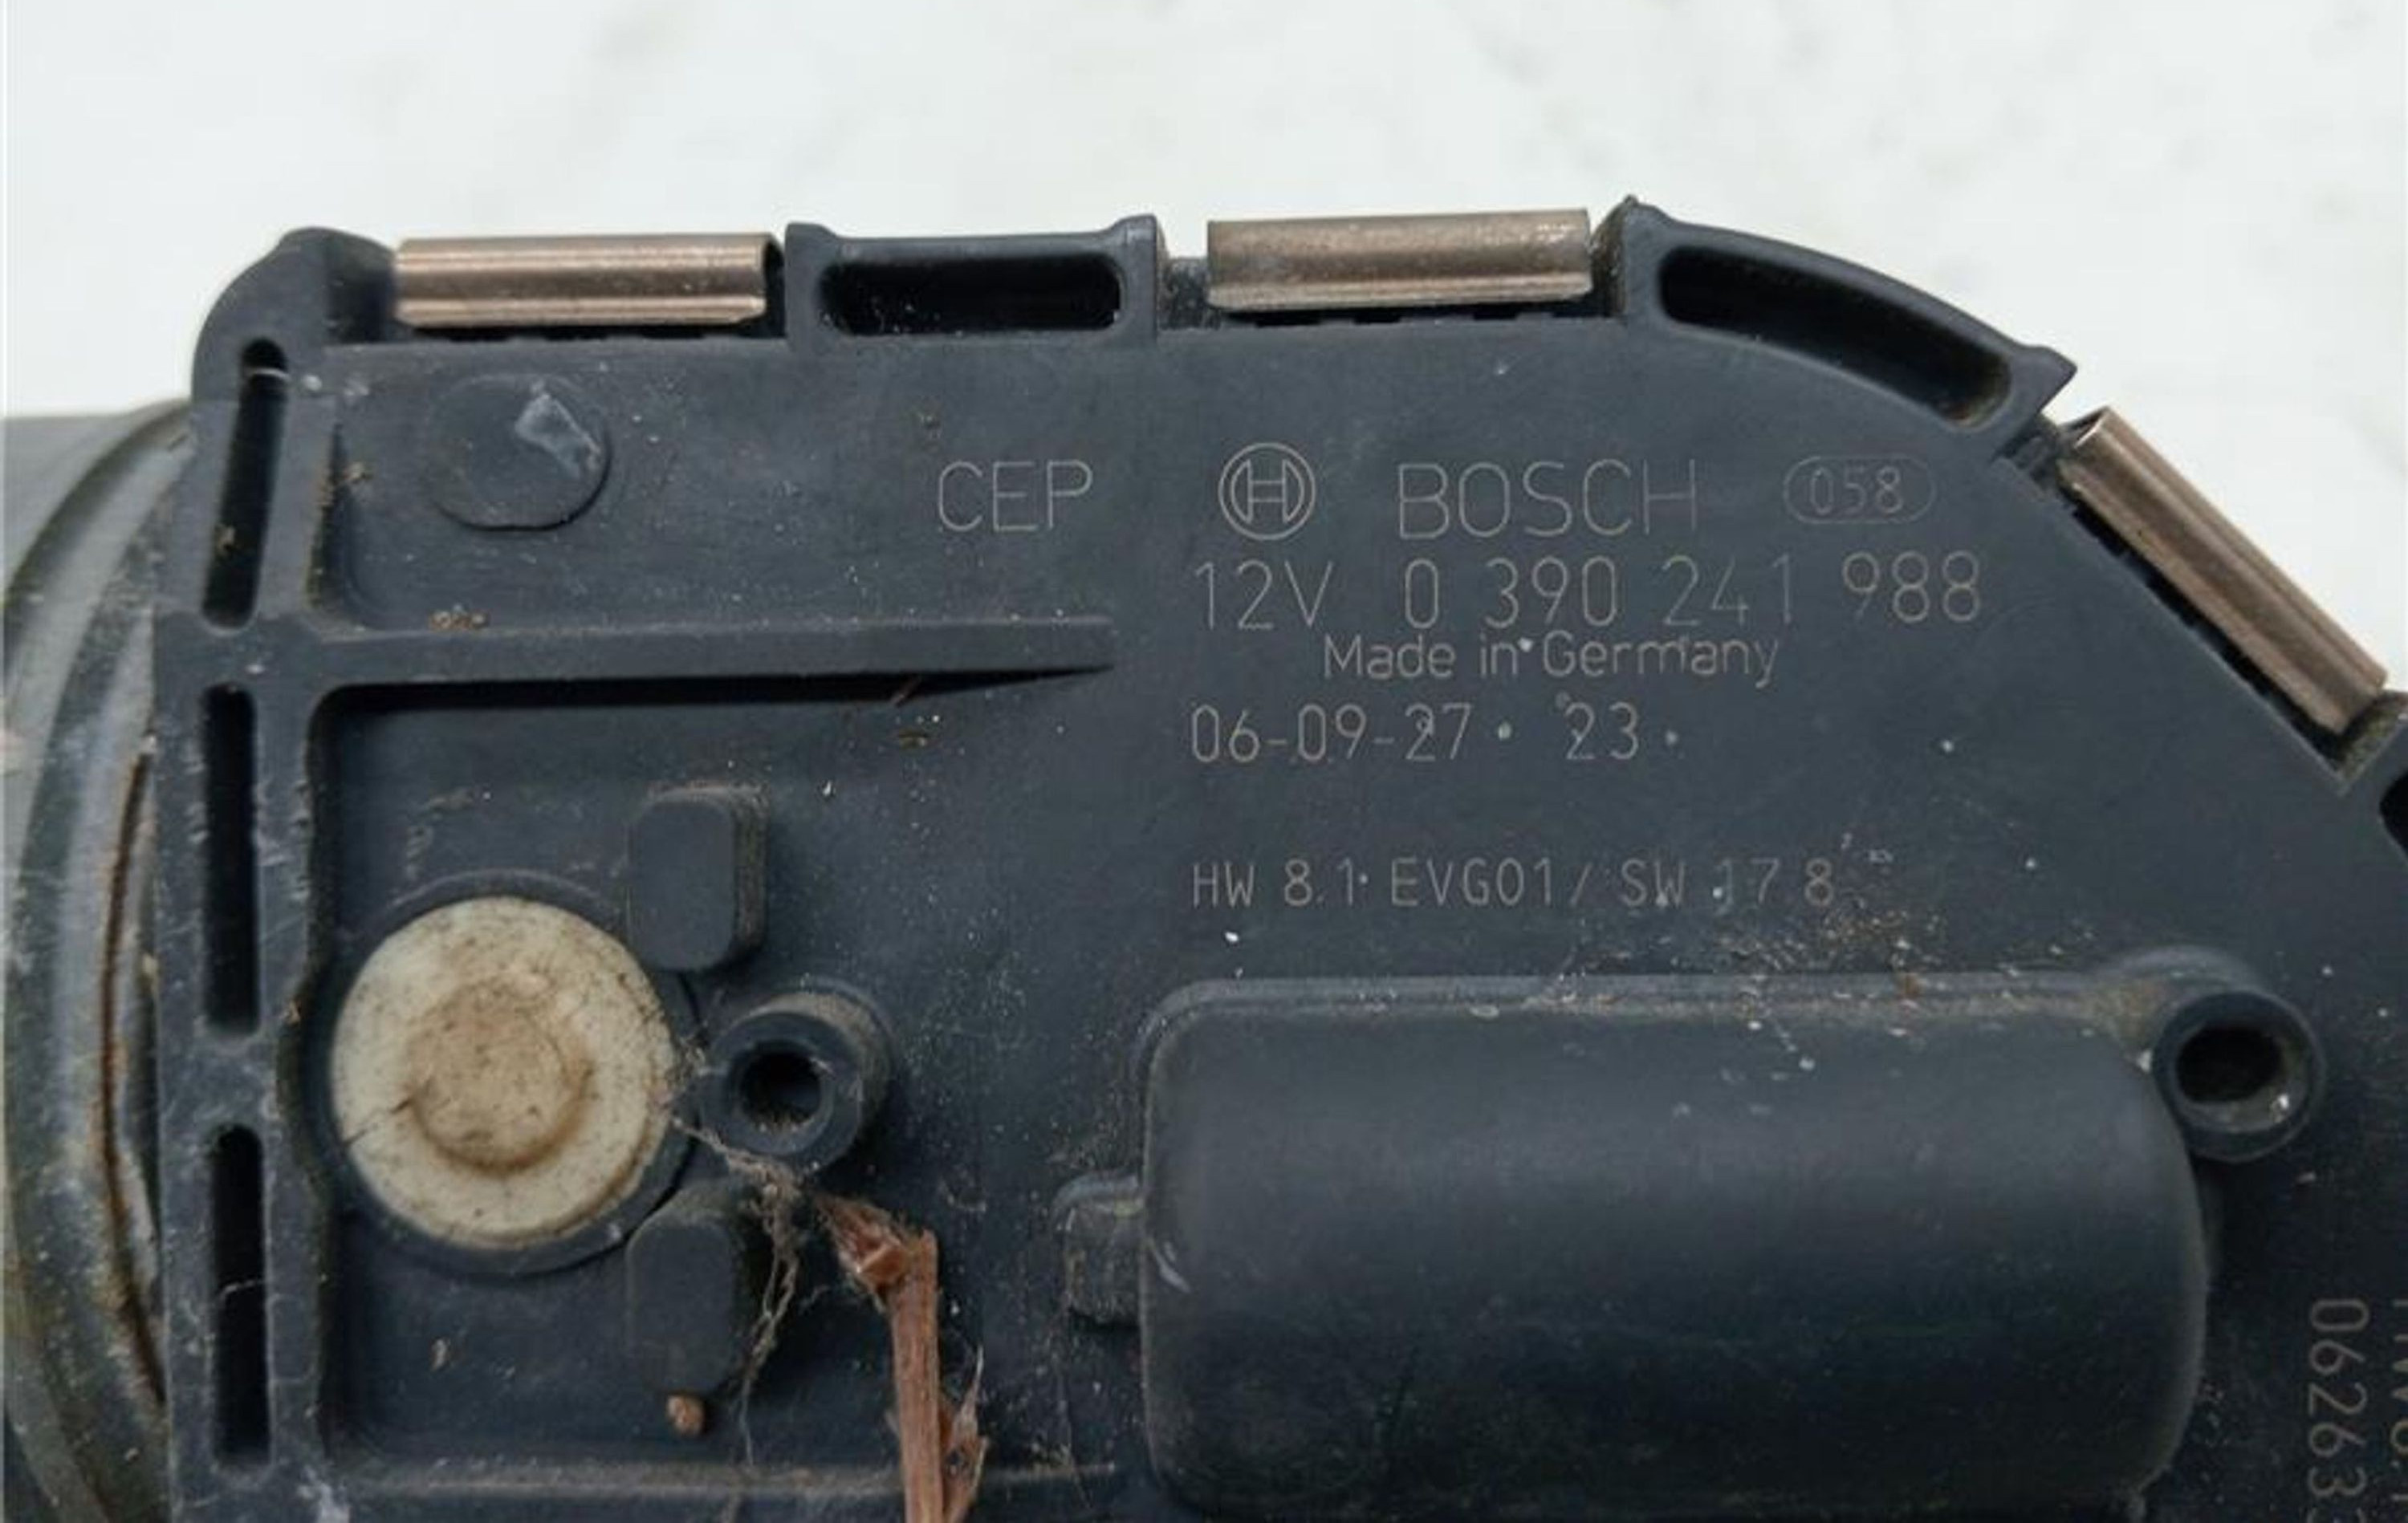 CEP BOSCH 058
12V 0 390 241 988
Made in Germany
06-09-27 23
HW 8.1 EVG01/ SW 17 8
06263